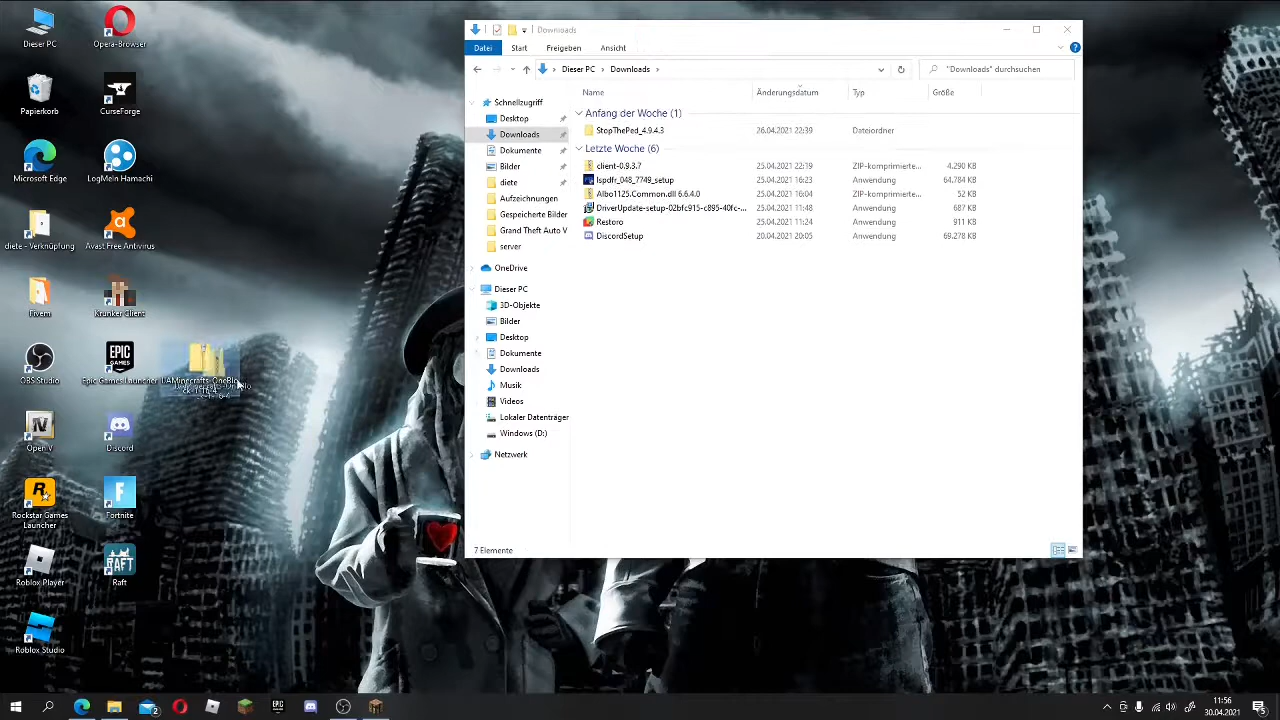 Dieser PC
Opera-Browser
Papierkorb
CurseForge
Microsoft Edge
LogMeIn Hamachi
diete - Verknüpfung
Avast Free Antivirus
fivem
Krunker client
OBS Studio
Epic Games Launcher
OpenIV
Discord
Rockstar Games
Launcher
Fortnite
Roblox Player
Raft
Roblox Studio
Downloads
Datei
Start
Freigeben
Ansicht
Dieser PC
Downloads
"Downloads" durchsuchen
Schnellzugriff
Desktop
Downloads
Dokumente
Bilder
diete
Aufzeichnungen
Gespeicherte Bilder
Grand Theft Auto V
server
OneDrive
Dieser PC
3D-Objekte
Bilder
Desktop
Dokumente
Downloads
Musik
Videos
Lokaler Datenträger
Windows (D:)
Netzwerk
Name Änderungsdatum Typ Größe
Anfang der Woche (1)
StopThePed_4.9.4.3 26.04.2021 22:39 Dateiordner
Letzte Woche (6)
client-0.9.3.7 25.04.2021 22:19 ZIP-komprimierte... 4.290 KB
lspdfr_048_7749_setup 25.04.2021 16:23 Anwendung 64.784 KB
Albo1125.Common.dll 6.6.4.0 25.04.2021 16:04 ZIP-komprimierte... 52 KB
DriverUpdate-setup-02bfc915-c895-40fc-... 25.04.2021 11:48 Anwendung 687 KB
Restoro 25.04.2021 11:24 Anwendung 911 KB
DiscordSetup 20.04.2021 20:05 Anwendung 69.278 KB
7 Elemente
11:56
30.04.2021